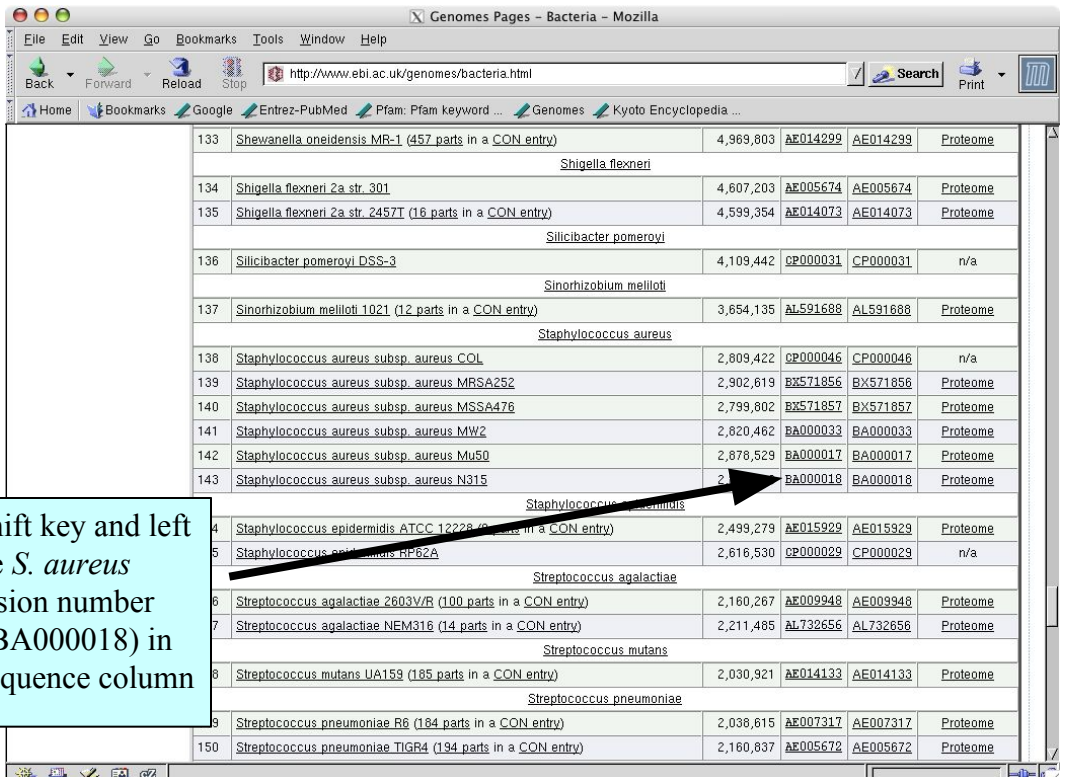 Genomes Pages – Bacteria – Mozilla
File Edit View Go Bookmarks Tools Window Help
Back Forward Reload Stop http://www.ebi.ac.uk/genomes/bacteria.html Search Print
Home Bookmarks Google Entrez-PubMed Pfam: Pfam keyword ... Genomes Kyoto Encyclopedia ...
133 Shewanella oneidensis MR-1 (457 parts in a CON entry) 4,969,803 AE014299 AE014299 Proteome
Shigella flexneri
134 Shigella flexneri 2a str. 301 4,607,203 AE005674 AE005674 Proteome
135 Shigella flexneri 2a str. 2457T (16 parts in a CON entry) 4,599,354 AE014073 AE014073 Proteome
Silicibacter pomeroyi
136 Silicibacter pomeroyi DSS-3 4,109,442 CP000031 CP000031 n/a
Sinorhizobium meliloti
137 Sinorhizobium meliloti 1021 (12 parts in a CON entry) 3,654,135 AL591688 AL591688 Proteome
Staphylococcus aureus
138 Staphylococcus aureus subsp. aureus COL 2,809,422 CP000046 CP000046 n/a
139 Staphylococcus aureus subsp. aureus MRSA252 2,902,619 BX571856 BX571856 Proteome
140 Staphylococcus aureus subsp. aureus MSSA476 2,799,802 BX571857 BX571857 Proteome
141 Staphylococcus aureus subsp. aureus MW2 2,820,462 BA000033 BA000033 Proteome
142 Staphylococcus aureus subsp. aureus Mu50 2,878,529 BA000017 BA000017 Proteome
143 Staphylococcus aureus subsp. aureus N315 BA000018 BA000018 Proteome
Staphylococcus
Staphylococcus epidermidis ATCC 12228 in a CON entry) 2,499,279 AE015929 AE015929 Proteome
Staphylococcus RP62A 2,616,530 CP000029 CP000029 n/a
Streptococcus agalactiae
6 Streptococcus agalactiae 2603V/R (100 parts in a CON entry) 2,160,267 AE009948 AE009948 Proteome
7 Streptococcus agalactiae NEM316 (14 parts in a CON entry) 2,211,485 AL732656 AL732656 Proteome
Streptococcus mutans
8 Streptococcus mutans UA159 (185 parts in a CON entry) 2,030,921 AE014133 AE014133 Proteome
Streptococcus pneumoniae
9 Streptococcus pneumoniae R6 (184 parts in a CON entry) 2,038,615 AE007317 AE007317 Proteome
150 Streptococcus pneumoniae TIGR4 (194 parts in a CON entry) 2,160,837 AE005672 AE005672 Proteome
ift key and left
S. aureus
sion number
BA000018) in
quence column